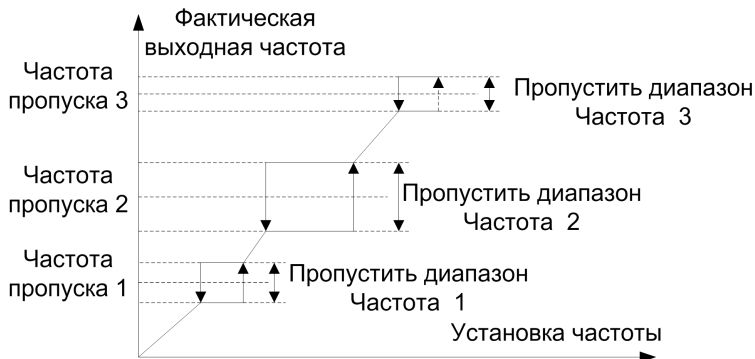 Фактическая
выходная частота
Частота
пропуска 3
Пропустить диапазон
Частота 3
Частота
пропуска 2
Пропустить диапазон
Частота 2
Частота
пропуска 1
Пропустить диапазон
Частота 1
Установка частоты